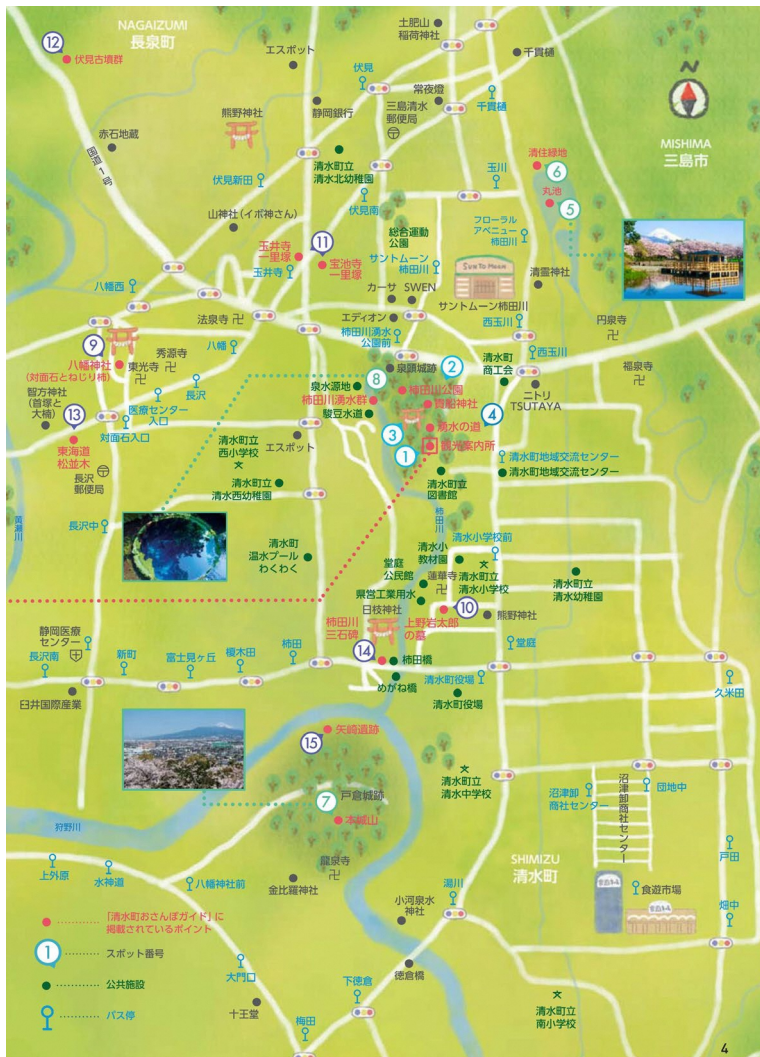 NAGAIZUMI
長泉町
12
伏見古墳群
エスポット
土肥山
稲荷神社
千貫樋
伏見
常夜燈
千貫樋
静岡銀行
三島清水
郵便局
熊野神社
N
MISHIMA
三島市
赤石地蔵
国道1号
清水町立
清水北幼稚園
清住緑地
6
玉川
丸池
5
伏見新田
伏見南
山神社（イボ神さん）
フローラル
アベニュー
柿田川
総合運動
公園
玉井寺
一里塚
11
宝池寺
一里塚
玉井寺
サントムーン
柿田川
SUNTO MOON
サントムーン柿田川
清霊神社
八幡西
カーサ
SWEN
エディオン
法泉寺
柿田川湧水
公園前
西玉川
円泉寺
9
八幡神社
（対面石とねじり柿）
東光寺
秀源寺
八幡
泉頭城跡
2
清水町
商工会
西玉川
福泉寺
8
泉水源地
柿田川公園
柿田川湧水群
貴船神社
駿豆水道
ニトリ
TSUTAYA
4
長沢
智方神社
（首塚と
大楠）
13
医療センター
入口
対面石入口
東海道
松並木
長沢
郵便局
エスポット
湧水の道
3
1
観光案内所
清水町立
西小学校
清水町立
清水西幼稚園
清水町地域交流センター
清水町地域交流センター
清水町立
図書館
柿田川
黄瀬川
長沢中
清水町
温水プール
わくわく
清水小学校前
清水小
教材園
堂庭
公民館
蓮華寺
清水町立
清水小学校
清水町立
清水幼稚園
県営工業用水
日枝神社
10
熊野神社
柿田川
三石碑
上野岩太郎
の墓
静岡医療
センター
長沢南
新町
富士見ヶ丘
榎木田
柿田
14
柿田橋
堂庭
めがね橋
清水町役場
清水町役場
久米田
臼井国際産業
矢崎遺跡
15
清水町立
清水中学校
沼津卸
商社センター
沼津卸商社センター
団地中
7
戸倉城跡
本城山
狩野川
戸田
上外原
水神道
八幡神社前
龍泉寺
金比羅神社
SHIMIZU
清水町
湯川
小河泉水
神社
食遊市場
畑中
「清水町おさんぽガイド」に
掲載されているポイント
1
スポット番号
公共施設
バス停
大門口
十王堂
下徳倉
徳倉橋
梅田
清水町立
南小学校
4